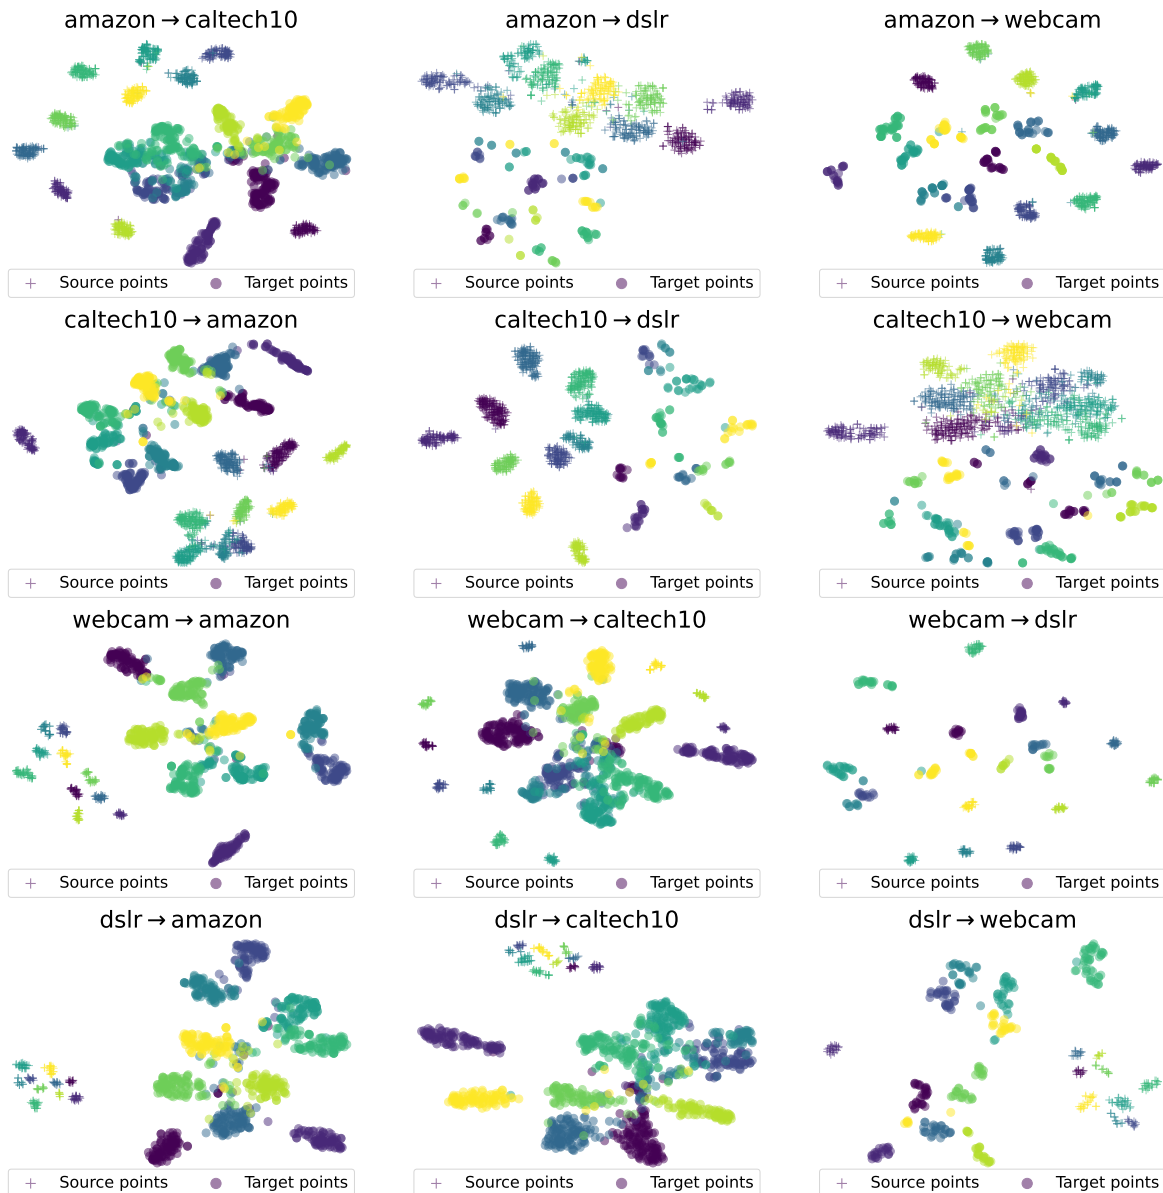 amazon→caltech10
amazon→dslr
amazon→webcam
Source points Target points
Source points Target points
Source points Target points
caltech10→amazon
caltech10→dslr
caltech10→webcam
Source points Target points
Source points Target points
Source points Target points
webcam→amazon
webcam→caltech10
webcam→dslr
Source points Target points
Source points Target points
Source points Target points
dslr→amazon
dslr→caltech10
dslr→webcam
Source points Target points
Source points Target points
Source points Target points